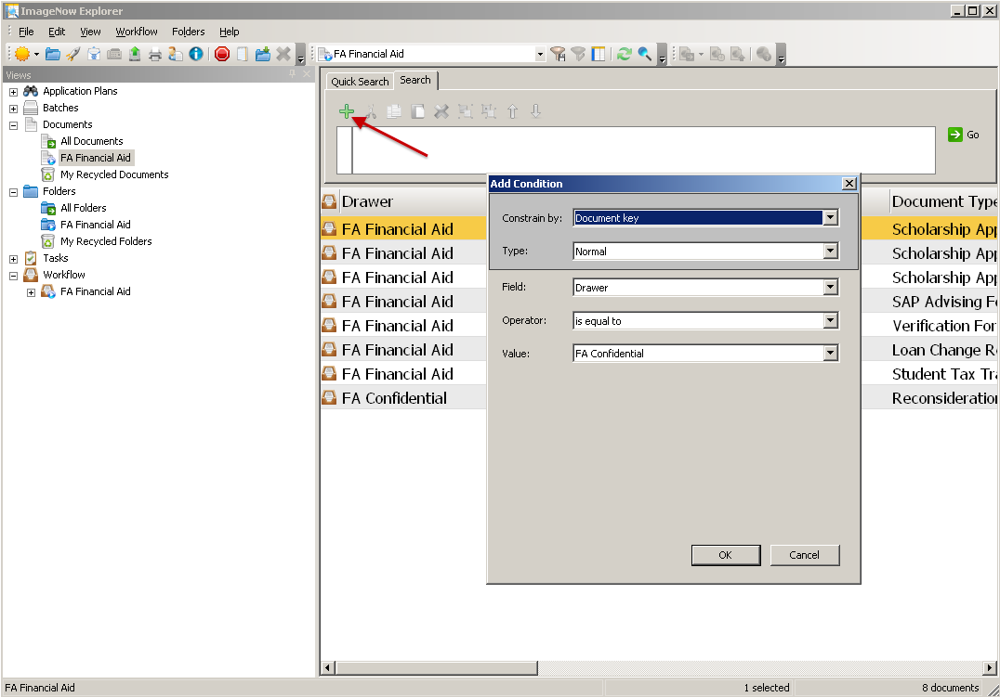 ImageNow Explorer
File Edit View Workflow Folders Help
FA Financial Aid
Views
Application Plans
Batches
Documents
All Documents
FA Financial Aid
My Recycled Documents
Folders
All Folders
FA Financial Aid
My Recycled Folders
Tasks
Workflow
FA Financial Aid
Quick Search Search
Go
Drawer Document Type
FA Financial Aid Scholarship App
FA Financial Aid Scholarship App
FA Financial Aid Scholarship App
FA Financial Aid SAP Advising Fo
FA Financial Aid Verification For
FA Financial Aid Loan Change R
FA Financial Aid Student Tax Tra
FA Confidential Reconsideration
Add Condition
Constrain by: Document key
Type: Normal
Field: Drawer
Operator: is equal to
Value: FA Confidential
OK Cancel
FA Financial Aid 1 selected 8 documents